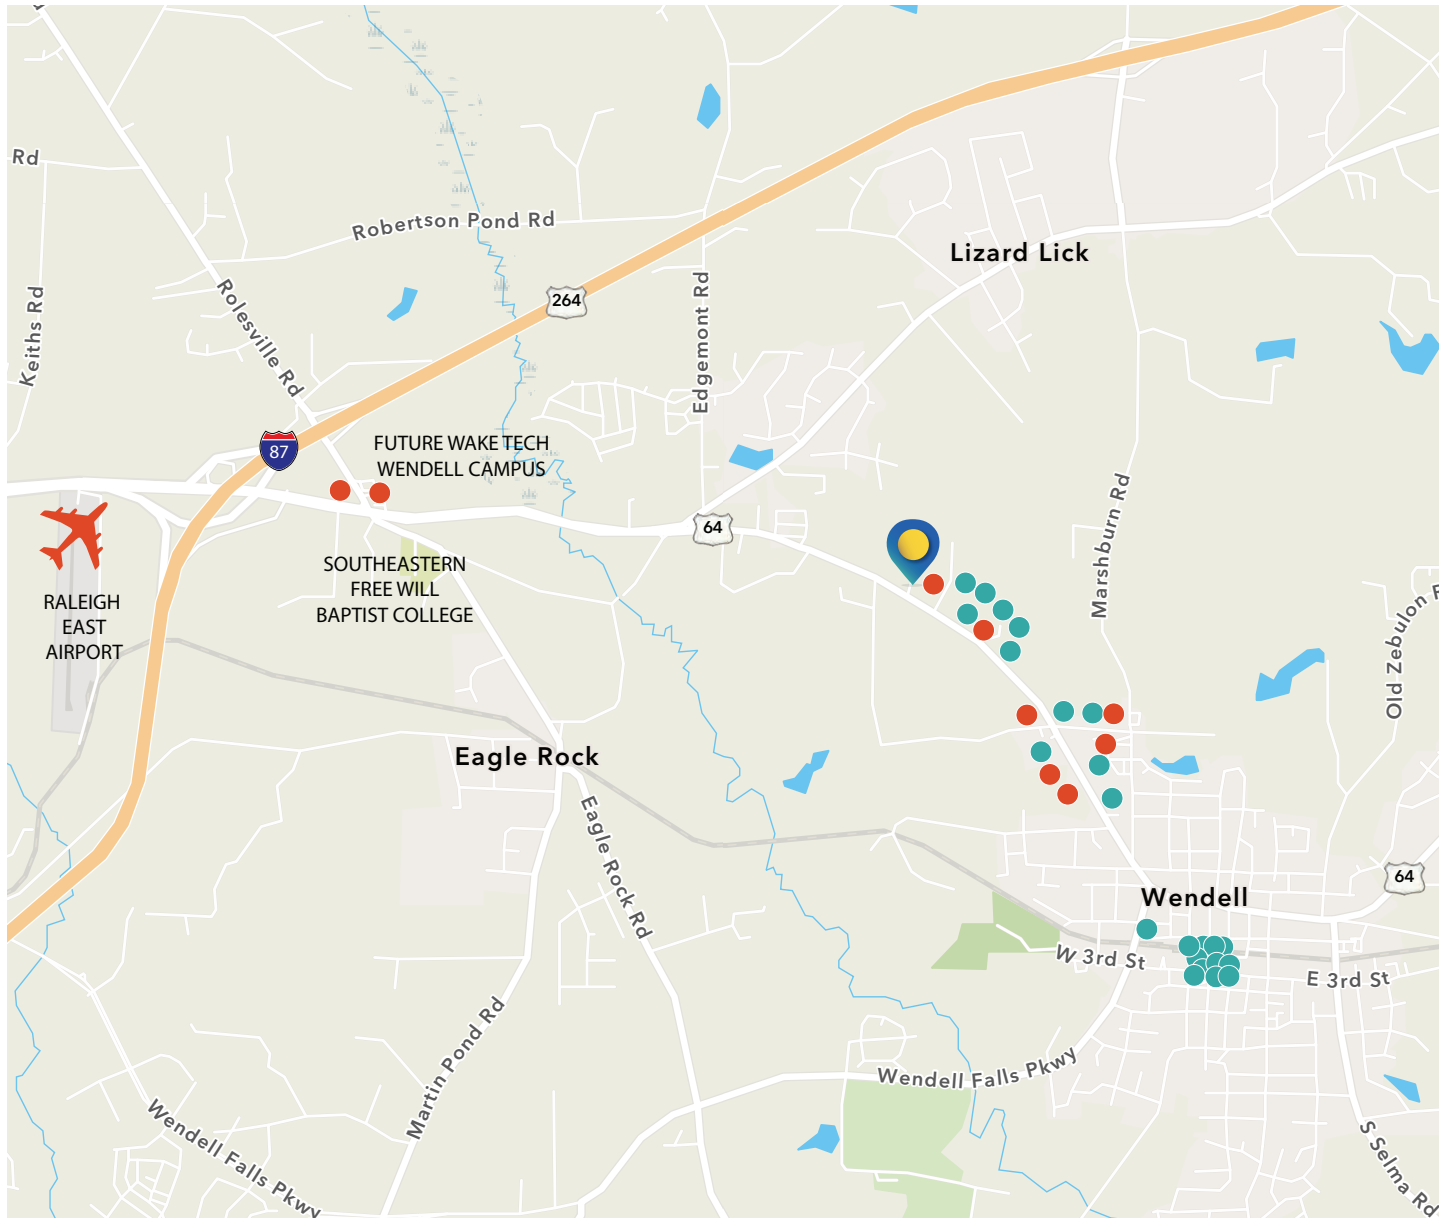 Rd
Robertson Pond Rd
Lizard Lick
Keiths Rd
Rolesville Rd
264
Edgemont Rd
87
FUTURE WAKE TECH
WENDELL CAMPUS
64
Marshburn Rd
SOUTHEASTERN
FREE WILL
BAPTIST COLLEGE
RALEIGH
EAST
AIRPORT
Old Zebulon
Eagle Rock
Eagle Rock Rd
64
Wendell
W 3rd St
E 3rd St
Martin Pond Rd
Wendell Falls Pkwy
Wendell Falls Pkwy
S Selma Rd